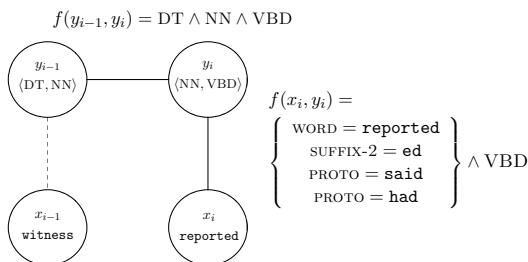 f(y_{i−1}, y_i) = DT ∧ NN ∧ VBD
y_{i−1}
⟨DT, NN⟩
y_i
⟨NN, VBD⟩
f(x_i, y_i) =
{ WORD = reported
SUFFIX-2 = ed
PROTO = said
PROTO = had } ∧ VBD
x_{i−1}
witness
x_i
reported